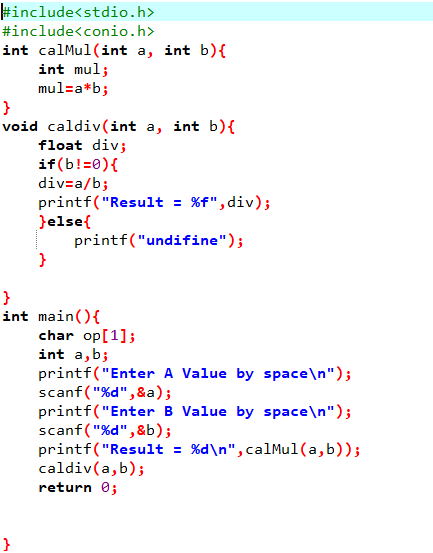 #include<stdio.h>
#include<conio.h>
int calMul(int a, int b){
    int mul;
    mul=a*b;
}
void caldiv(int a, int b){
    float div;
    if(b!=0){
    div=a/b;
    printf("Result = %f",div);
    }else{
        printf("undifine");
    }

}
int main(){
    char op[1];
    int a,b;
    printf("Enter A Value by space\n");
    scanf("%d",&a);
    printf("Enter B Value by space\n");
    scanf("%d",&b);
    printf("Result = %d\n",calMul(a,b));
    caldiv(a,b);
    return 0;


}